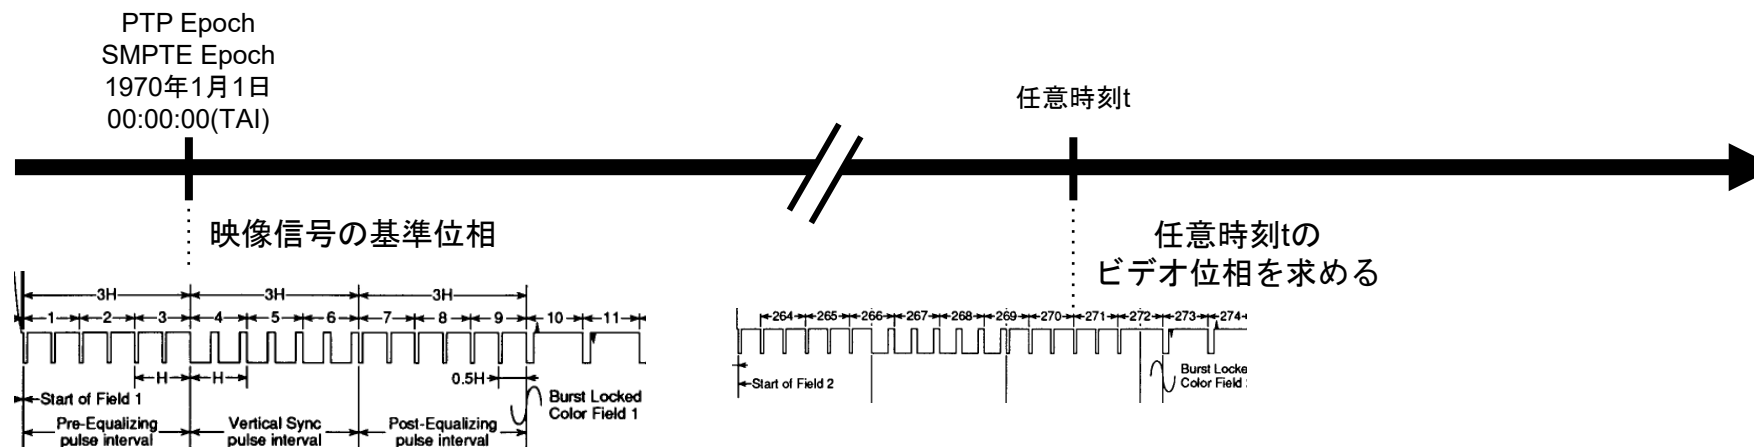 PTP Epoch
SMPTE Epoch
1970年1月1日
00:00:00(TAI)
任意時刻t
映像信号の基準位相
任意時刻tの
ビデオ位相を求める
3H 3H 3H
1 2 3 4 5 6 7 8 9 10 11
H H 0.5H
Start of Field 1
Burst Locked
Color Field 1
Pre-Equalizing
pulse interval
Vertical Sync
pulse interval
Post-Equalizing
pulse interval
264 265 266 267 268 269 270 271 272 273 274
Start of Field 2
Burst Locke
Color Field